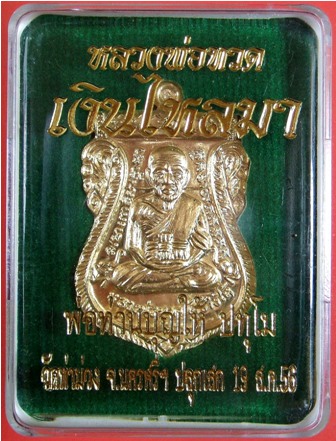 หลวงพ่อทวด
เงินไหลมา
พ่อท่านบุญให้ ปทุโม
วัดท่าม่วง จ.นครศรีฯ ปลุกเสก 19 ส.ค.56